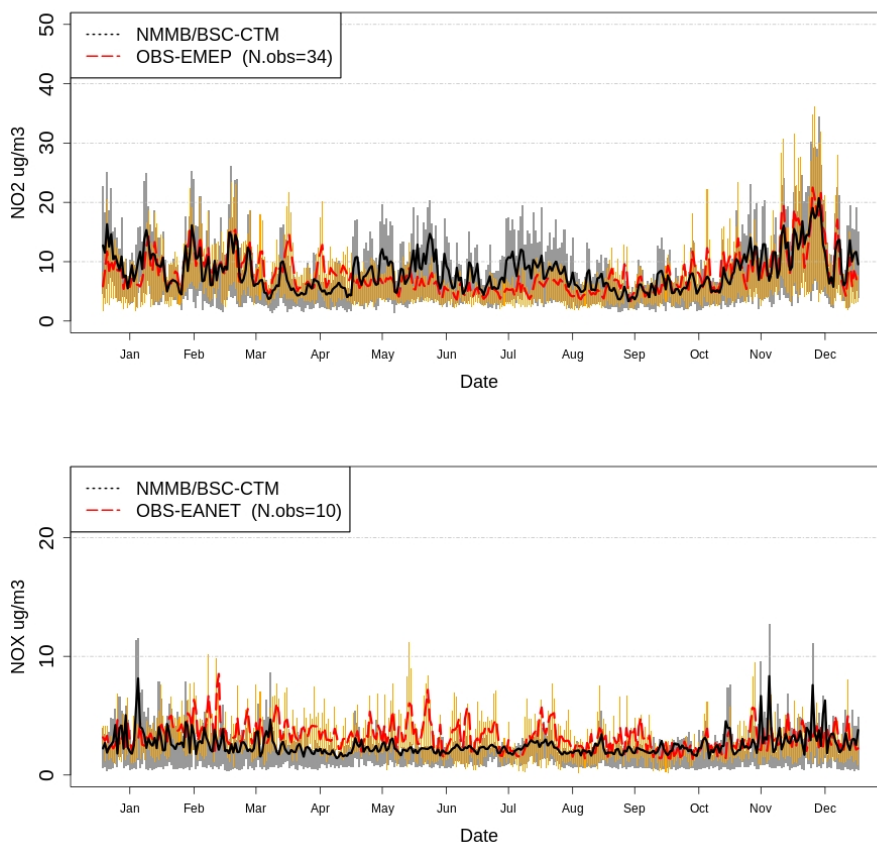 NO2 ug/m3
50
40
30
20
10
0
NMMB/BSC-CTM
OBS-EMEP (N.obs=34)
Jan Feb Mar Apr May Jun Jul Aug Sep Oct Nov Dec
Date
NOX ug/m3
20
10
0
NMMB/BSC-CTM
OBS-EANET (N.obs=10)
Jan Feb Mar Apr May Jun Jul Aug Sep Oct Nov Dec
Date